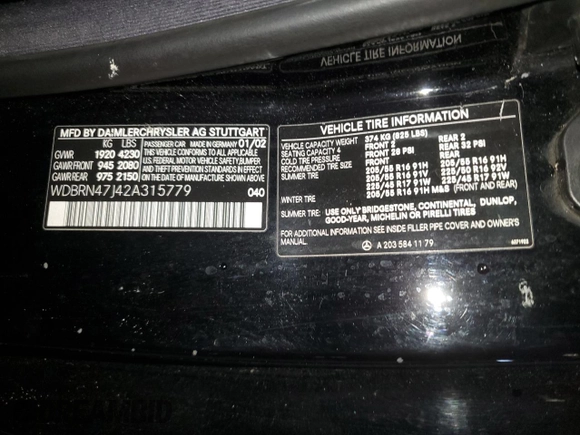 VEHICLE TIRE INFORMATION
MFD BY DAIMLERCHRYSLER AG STUTTGART
KG LBS PASSENGER CAR MADE IN GERMANY 01/02
GVWR 1920 4230 THIS VEHICLE CONFORMS TO ALL APPLICABLE
GAWR FRONT 945 2080 U.S. FEDERAL MOTOR VEHICLE SAFETY, BUMPER
GAWR REAR 975 2150 AND THEFT PREVENTION STANDARDS IN EFFECT
ON THE DATE OF MANUFACTURE SHOWN ABOVE.
WDBRN47J42A315779 040
VEHICLE TIRE INFORMATION
VEHICLE CAPACITY WEIGHT 374 KG (825 LBS)
SEATING CAPACITY 4 FRONT 2 REAR 2
FRONT 28 PSI REAR 32 PSI
FRONT REAR
SUMMER TIRE: 205/55 R16 91H 205/55 R16 91H
205/55 R16 91V 225/50 R16 92V
225/45 R17 91W 225/45 R17 91W
WINTER TIRE: 205/55 R16 91H M&S (FRONT AND REAR)
SUMMER TIRE: USE ONLY BRIDGESTONE, CONTINENTAL, DUNLOP,
GOOD-YEAR, MICHELIN OR PIRELLI TIRES
FOR ADDITIONAL INFORMATION SEE INSIDE FILLER PIPE COVER AND OWNER'S
MANUAL
A 203 584 11 79